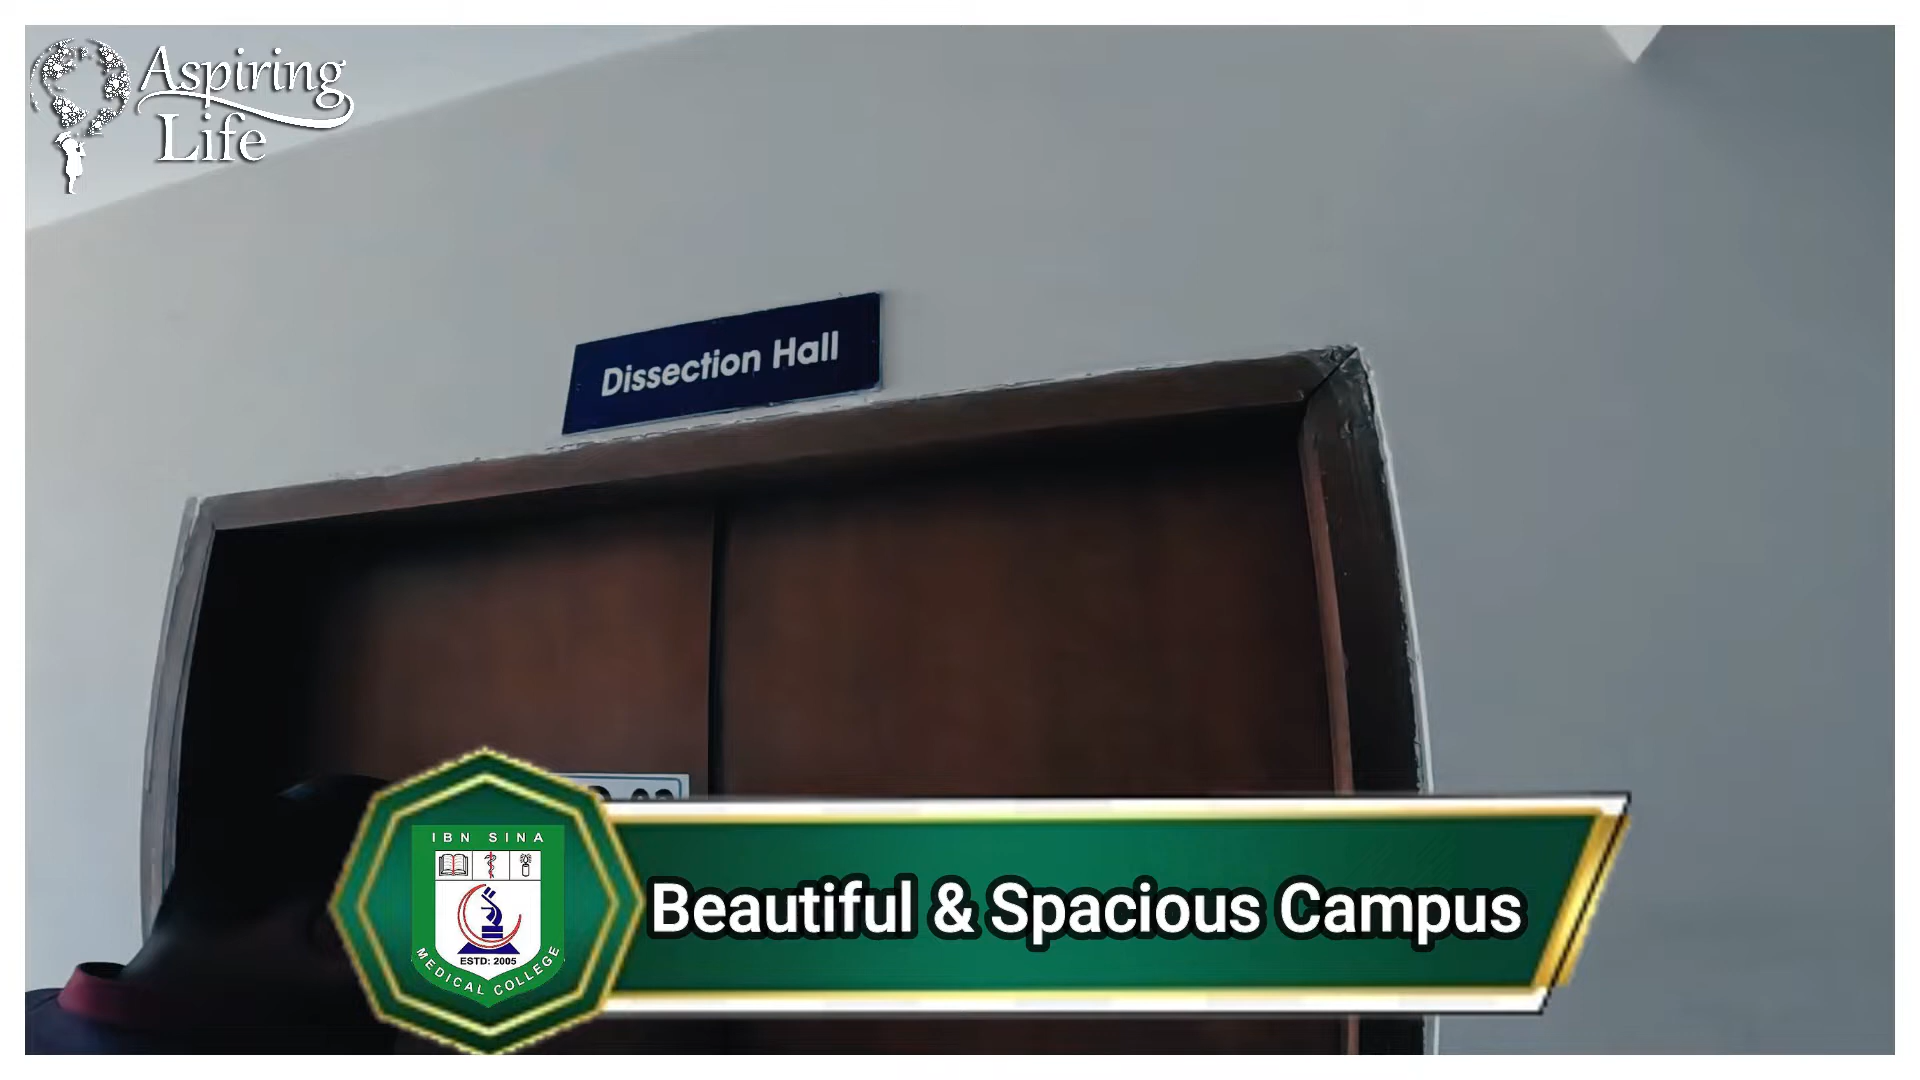 Aspiring
Life
Dissection Hall
IBN SINA
ESTD: 2005
MEDICAL COLLEGE
Beautiful & Spacious Campus